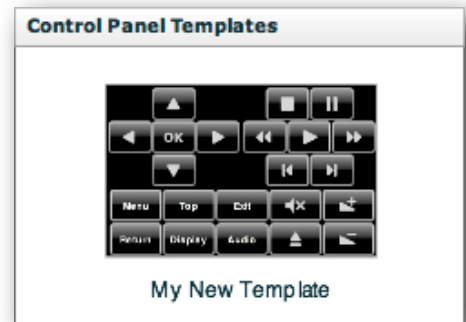 Control Panel Templates
OK
Menu Top Exit
Return Display Audio
My New Template